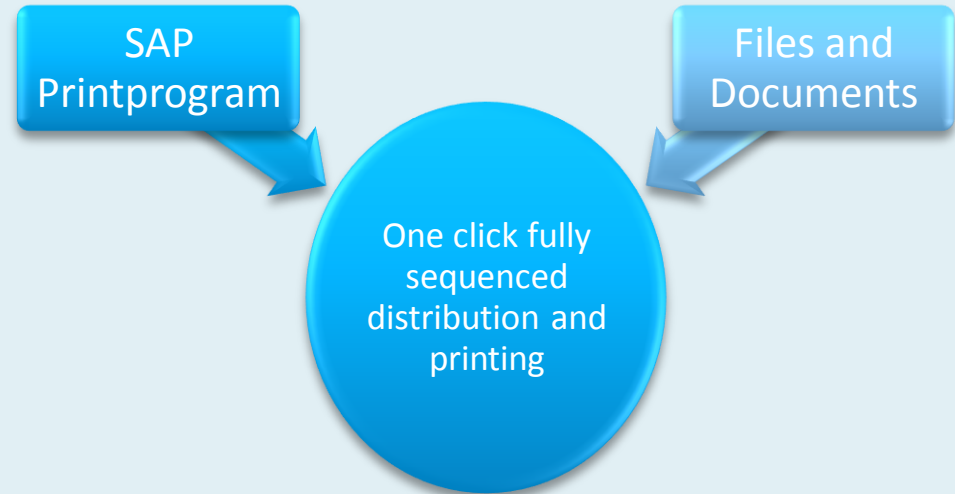 SAP
Printprogram
Files and
Documents
One click fully
sequenced
distribution and
printing